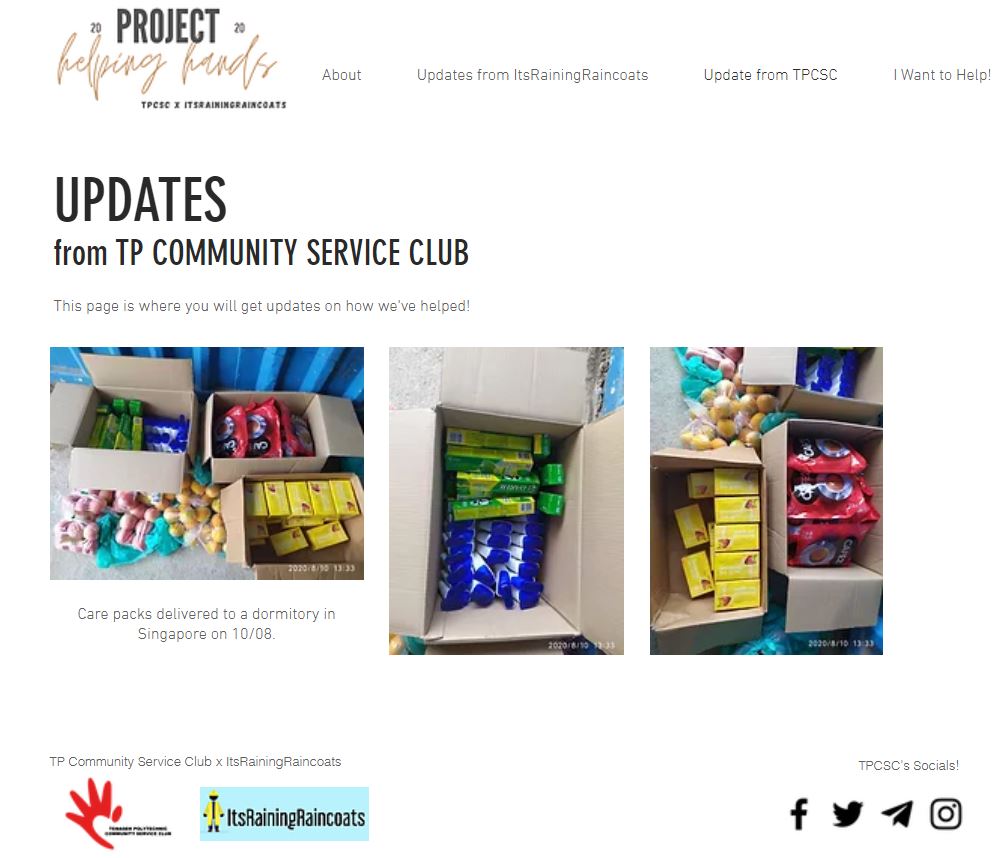 20 PROJECT 20
helping hands
TPCSC X ITSRAININGRAINCOATS
About
Updates from ItsRainingRaincoats
Update from TPCSC
I Want to Help!
UPDATES
from TP COMMUNITY SERVICE CLUB
This page is where you will get updates on how we've helped!
2020/8/10 13:33
2020/8/10 13:33
2020/8/10 13:33
Care packs delivered to a dormitory in
Singapore on 10/08.
TP Community Service Club x ItsRainingRaincoats
TPCSC's Socials!
TEMASEK POLYTECHNIC
COMMUNITY SERVICE CLUB
ItsRainingRaincoats